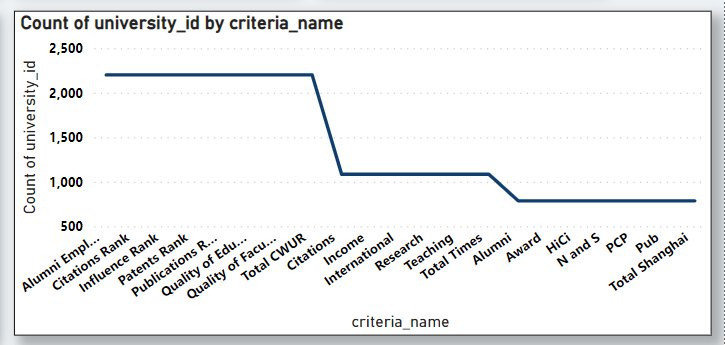 Count of university_id by criteria_name
Count of university_id
2,500
2,000
1,500
1,000
500
Alumni Empl...
Citations Rank
Influence Rank
Patents Rank
Publications R...
Quality of Edu...
Quality of Facu...
Total CWUR
Citations
Income
International
Research
Teaching
Total Times
Alumni
Award
HiCi
N and S
PCP
Pub
Total Shanghai
criteria_name